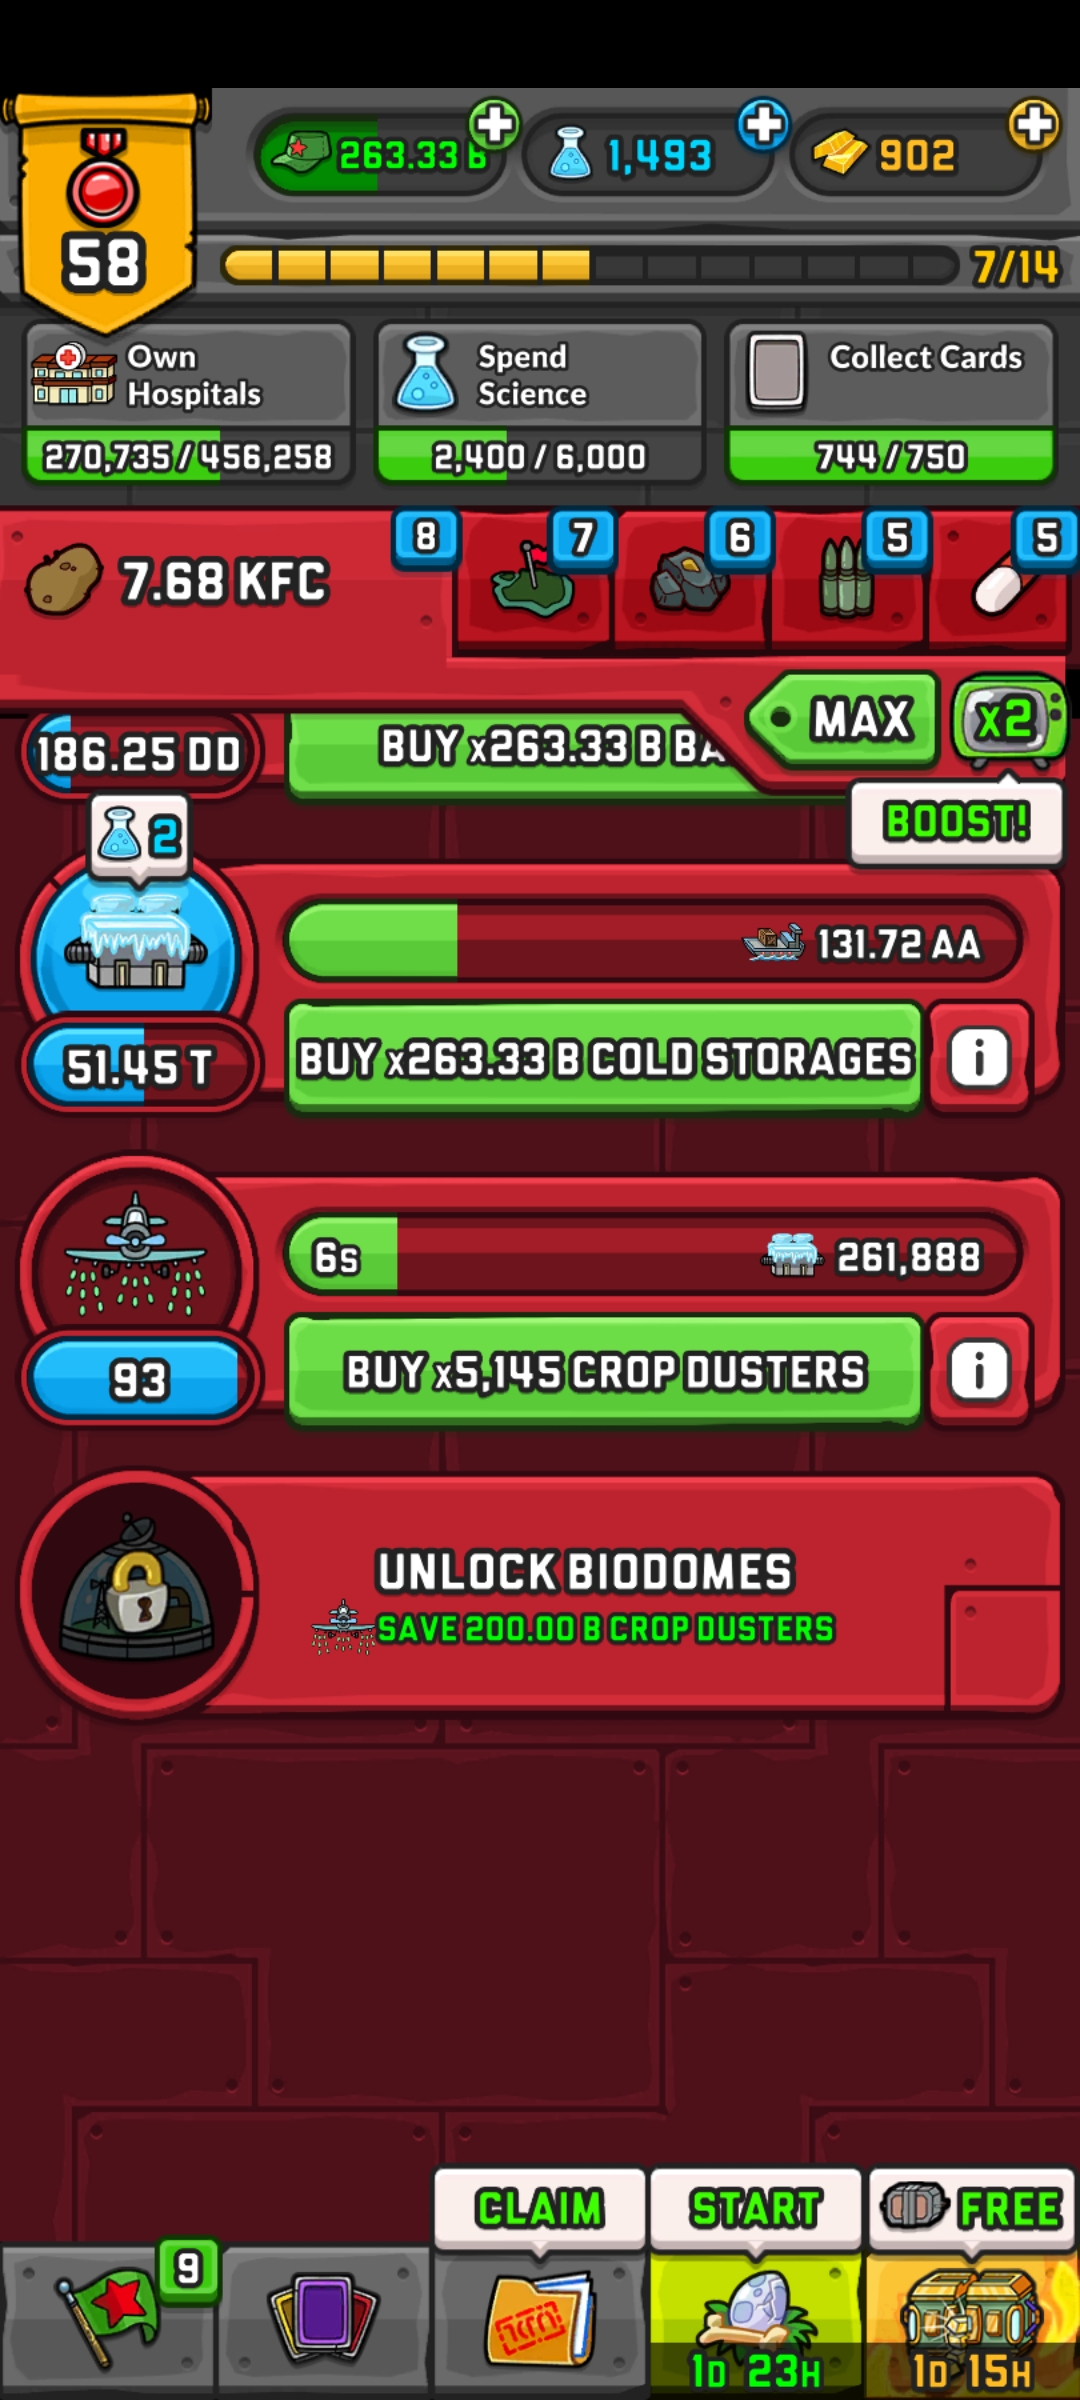 263.33 B
1,493
902
58
7/14
Own
Hospitals
270,735/456,258
Spend
Science
2,400/6,000
Collect Cards
744/750
7.68 KFC
8
7
6
5
5
MAX
x2
BOOST!
186.25 DD
BUY x263.33 B BA
2
131.72 AA
51.45 T
BUY x263.33 B COLD STORAGES
i
6s
261,888
93
BUY x5,145 CROP DUSTERS
i
UNLOCK BIODOMES
SAVE 200.00 B CROP DUSTERS
CLAIM
START
FREE
9
1D 23H
1D 15H